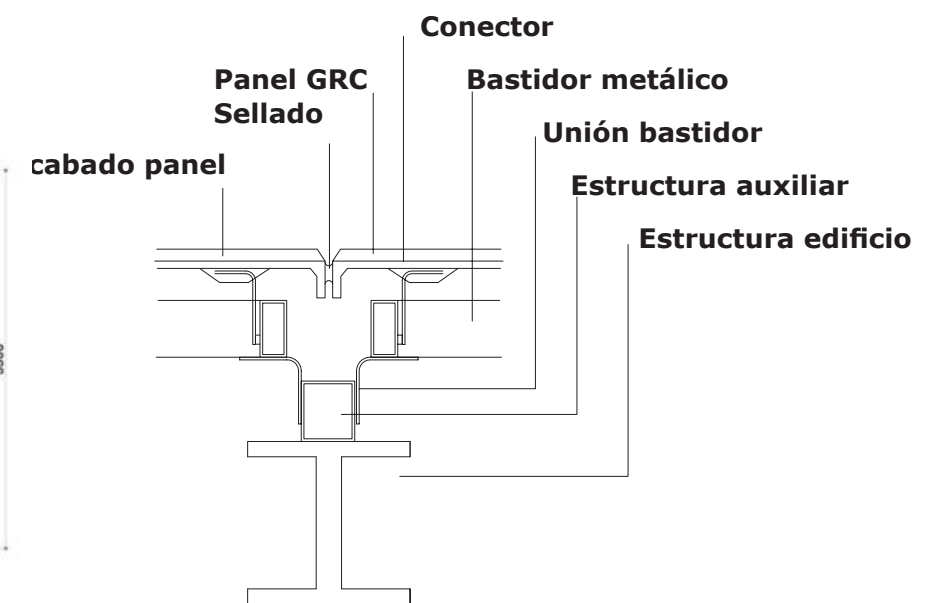 Conector
Panel GRC
Bastidor metálico
Sellado
Unión bastidor
cabado panel
Estructura auxiliar
Estructura edificio